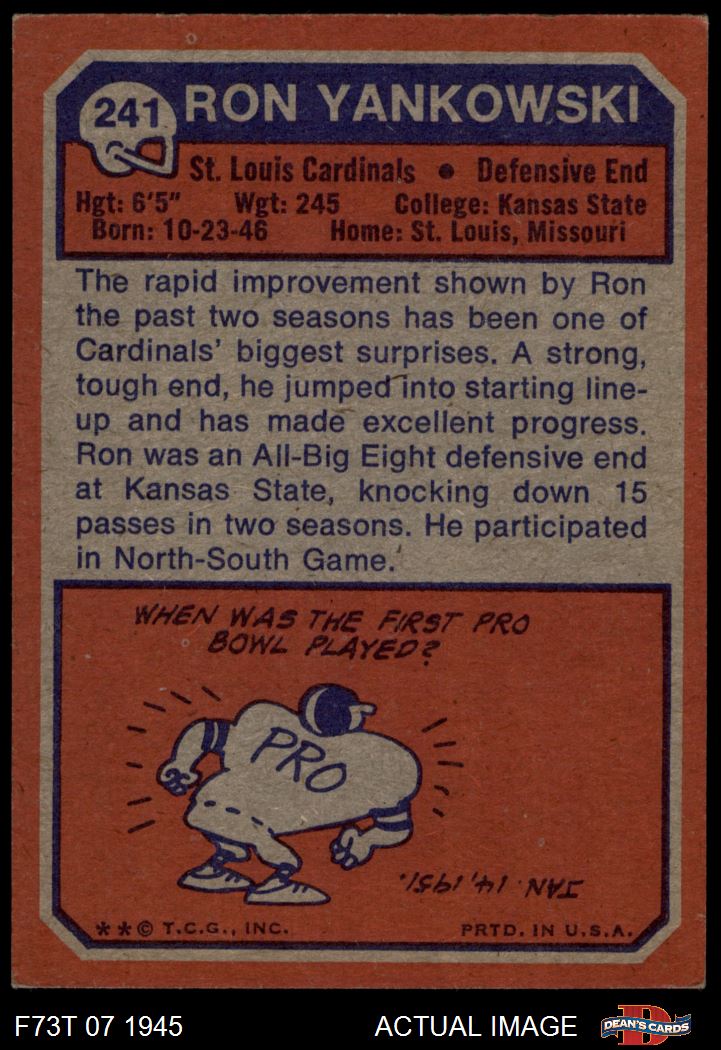 241 RON YANKOWSKI
St. Louis Cardinals • Defensive End
Hgt: 6'5" Wgt: 245 College: Kansas State
Born: 10-23-46 Home: St. Louis, Missouri
The rapid improvement shown by Ron
the past two seasons has been one of
Cardinals' biggest surprises. A strong,
tough end, he jumped into starting line-
up and has made excellent progress.
Ron was an All-Big Eight defensive end
at Kansas State, knocking down 15
passes in two seasons. He participated
in North-South Game.
WHEN WAS THE FIRST PRO
BOWL PLAYED?
PRO
JAN. 14, 1951.
**© T.C.G., INC. PRTD. IN U.S.A.
F73T 07 1945 ACTUAL IMAGE D DEAN'S CARDS